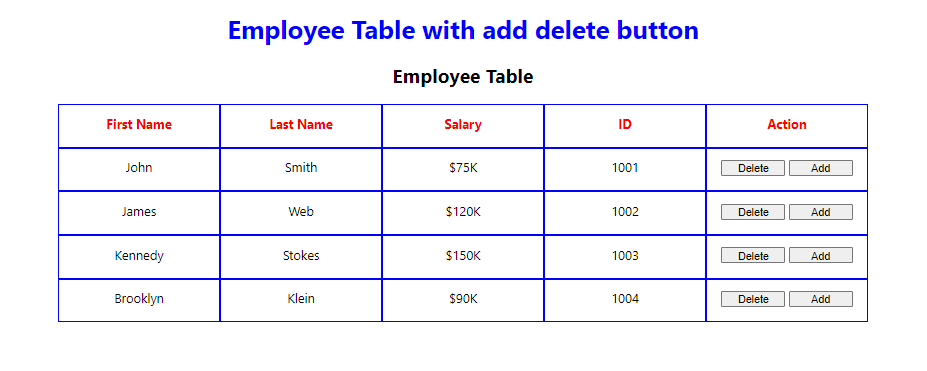 Employee Table with add delete button
Employee Table
First Name Last Name Salary ID Action
John Smith $75K 1001 Delete Add
James Web $120K 1002 Delete Add
Kennedy Stokes $150K 1003 Delete Add
Brooklyn Klein $90K 1004 Delete Add